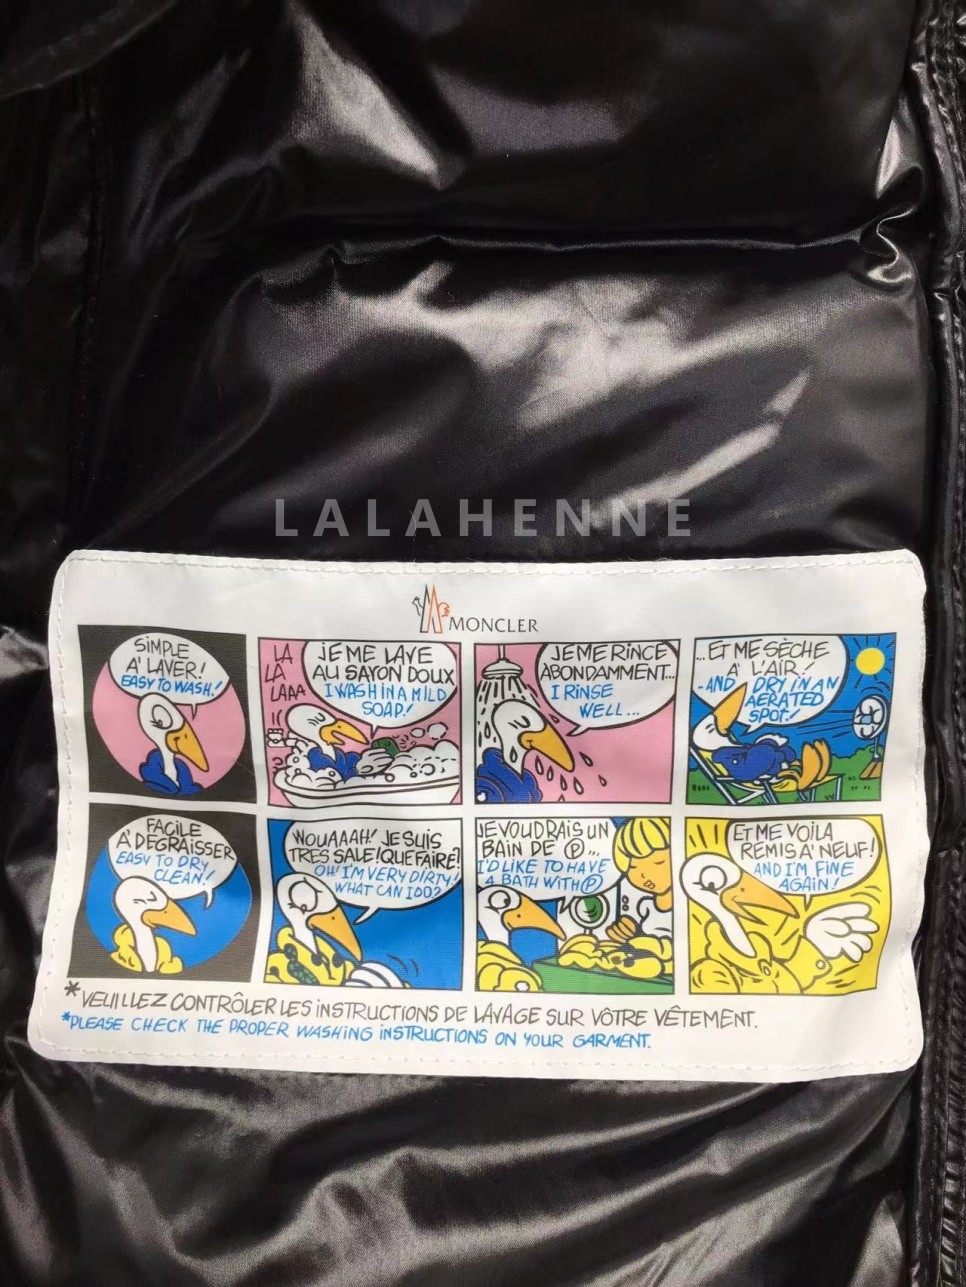 LALAHENNE
MONCLER
SIMPLE
A' LAVER!
EASY TO WASH!
LA
LA
LAAA
JE ME LAVE
AU SAVON DOUX
I WASH IN A MILD
SOAP!
JE ME RINCE
ABONDAMMENT...
I RINSE
WELL...
...ET ME SÈCHE
A' L'AIR!
-AND DRY IN AN
AERATED
SPOT!
FACILE
A' DEGRAISSER
EASY TO DRY
CLEAN!
WOUAAAH! JE SUIS
TRES SALE! QUE FAIRE?
OH! I'M VERY DIRTY!
WHAT CAN I DO?!
JE VOUDRAIS UN
BAIN DE Ⓟ...
I'D LIKE TO HAVE
A BATH WITH Ⓟ
ET ME VOILA
REMIS A' NEUF!
AND I'M FINE
AGAIN!
*VEUILLEZ CONTRÔLER LES INSTRUCTIONS DE LAVAGE SUR VÔTRE VÊTEMENT.
*PLEASE CHECK THE PROPER WASHING INSTRUCTIONS ON YOUR GARMENT.